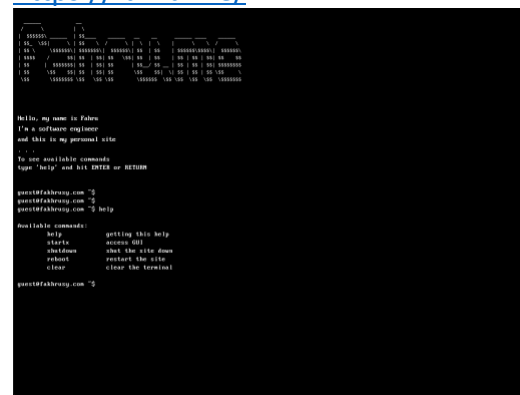 Hello, my name is Fahru
I'm a software engineer
and this is my personal site
. . .
To see available commands
type 'help' and hit ENTER or RETURN
guest@fakhrusy.com ~$
guest@fakhrusy.com ~$
guest@fakhrusy.com ~$ help
Available commands:
help getting this help
startx access GUI
shutdown shut the site down
reboot restart the site
clear clear the terminal
guest@fakhrusy.com ~$